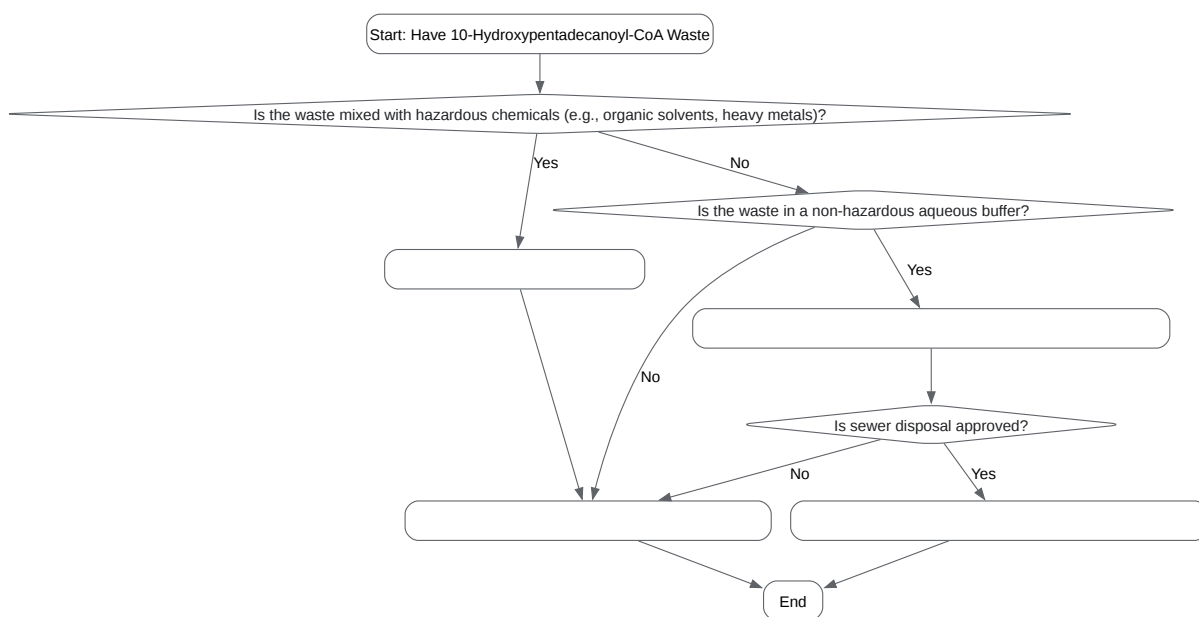 Start: Have 10-Hydroxypentadecanoyl-CoA Waste
Is the waste mixed with hazardous chemicals (e.g., organic solvents, heavy metals)?
Yes
No
Is the waste in a non-hazardous aqueous buffer?
Yes
No
Is sewer disposal approved?
No
Yes
End